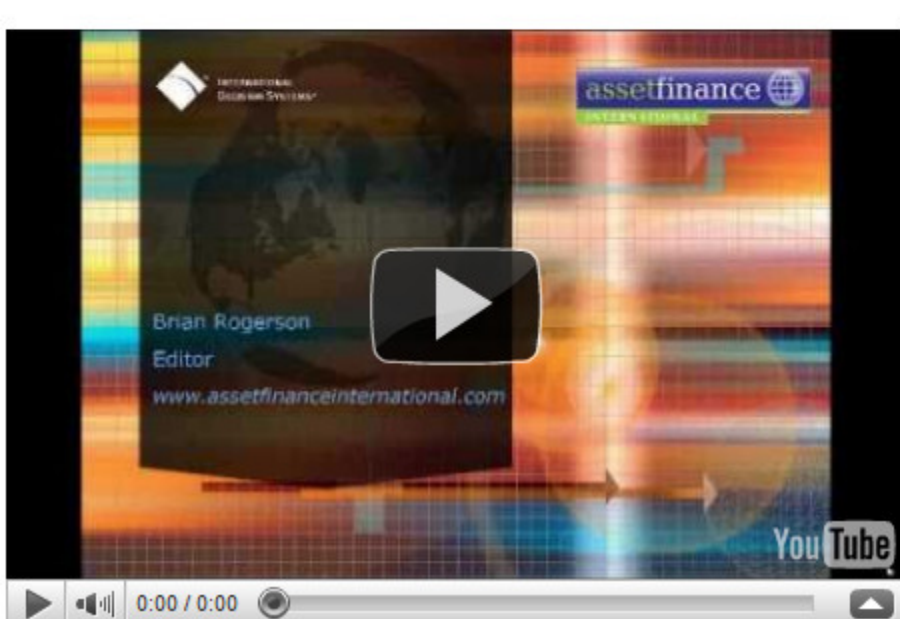 INTERNATIONAL
DECISION SYSTEMS
assetfinance
INTERNATIONAL
Brian Rogerson
Editor
www.assetfinanceinternational.com
YouTube
0:00 / 0:00